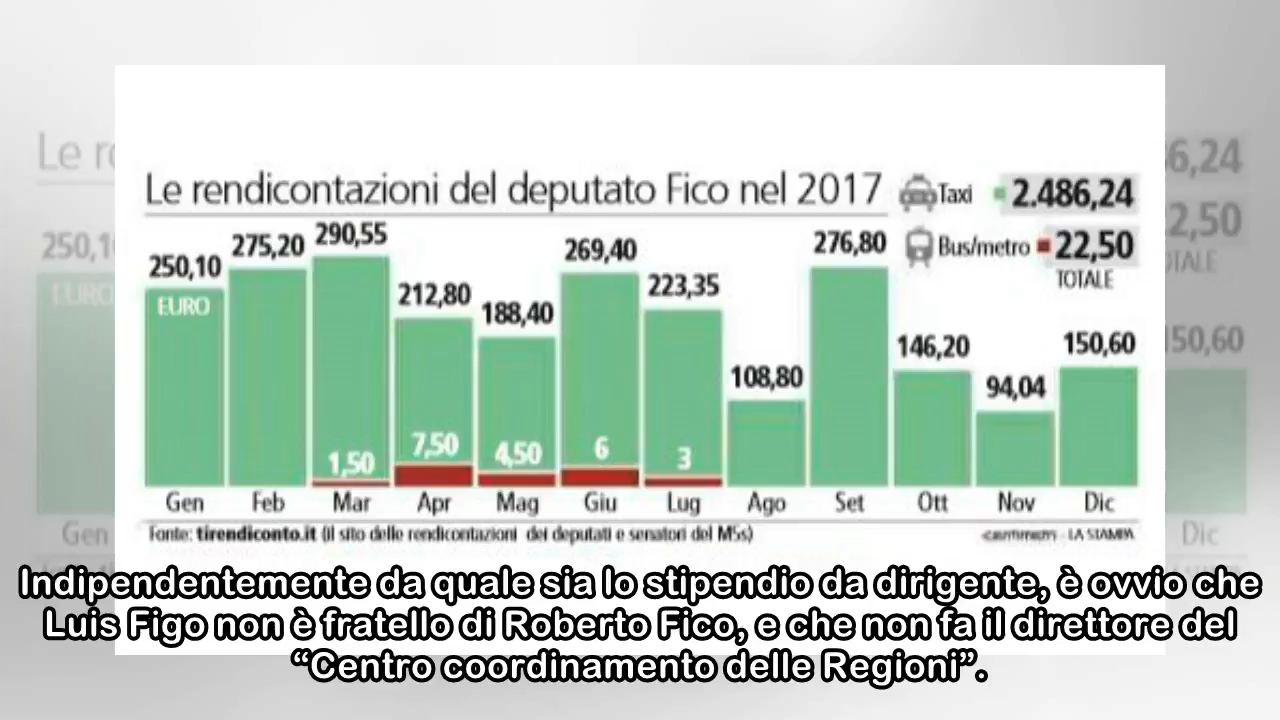 Le rendicontazioni del deputato Fico nel 2017
Taxi 2.486,24
Bus/metro 22,50
TOTALE
250,10 275,20 290,55 212,80 188,40 269,40 223,35 108,80 276,80 146,20 94,04 150,60
EURO
1,50 7,50 4,50 6 3
Gen Feb Mar Apr Mag Giu Lug Ago Set Ott Nov Dic
Fonte: tirendiconto.it (il sito delle rendicontazioni dei deputati e senatori del M5s)
- LA STAMPA
Indipendentemente da quale sia lo stipendio da dirigente, è ovvio che
Luis Figo non è fratello di Roberto Fico, e che non fa il direttore del
“Centro coordinamento delle Regioni”.